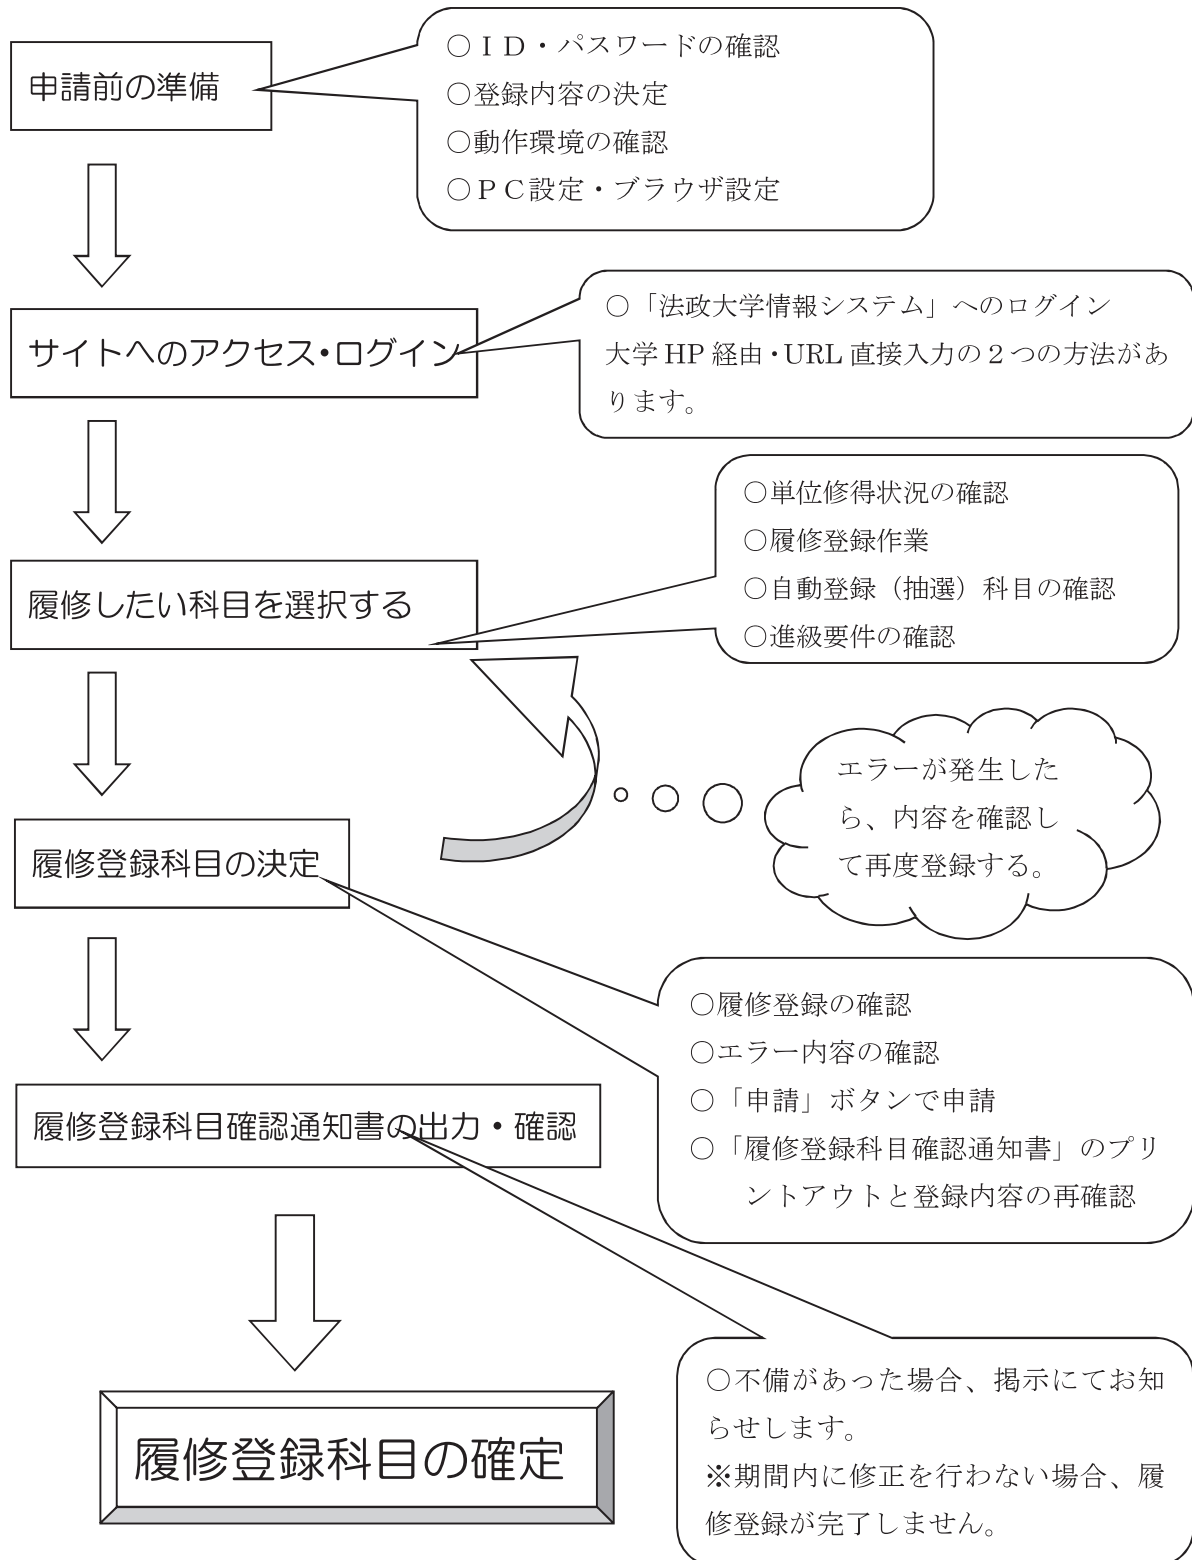 申請前の準備
○ＩＤ・パスワードの確認
○登録内容の決定
○動作環境の確認
○ＰＣ設定・ブラウザ設定
サイトへのアクセス・ログイン
○「法政大学情報システム」へのログイン
大学 HP 経由・URL 直接入力の２つの方法があ
ります。
履修したい科目を選択する
○単位修得状況の確認
○履修登録作業
○自動登録（抽選）科目の確認
○進級要件の確認
エラーが発生した
ら、内容を確認し
て再度登録する。
履修登録科目の決定
○履修登録の確認
○エラー内容の確認
○「申請」ボタンで申請
○「履修登録科目確認通知書」のプリ
ントアウトと登録内容の再確認
履修登録科目確認通知書の出力・確認
○不備があった場合、掲示にてお知
らせします。
※期間内に修正を行わない場合、履
修登録が完了しません。
履修登録科目の確定